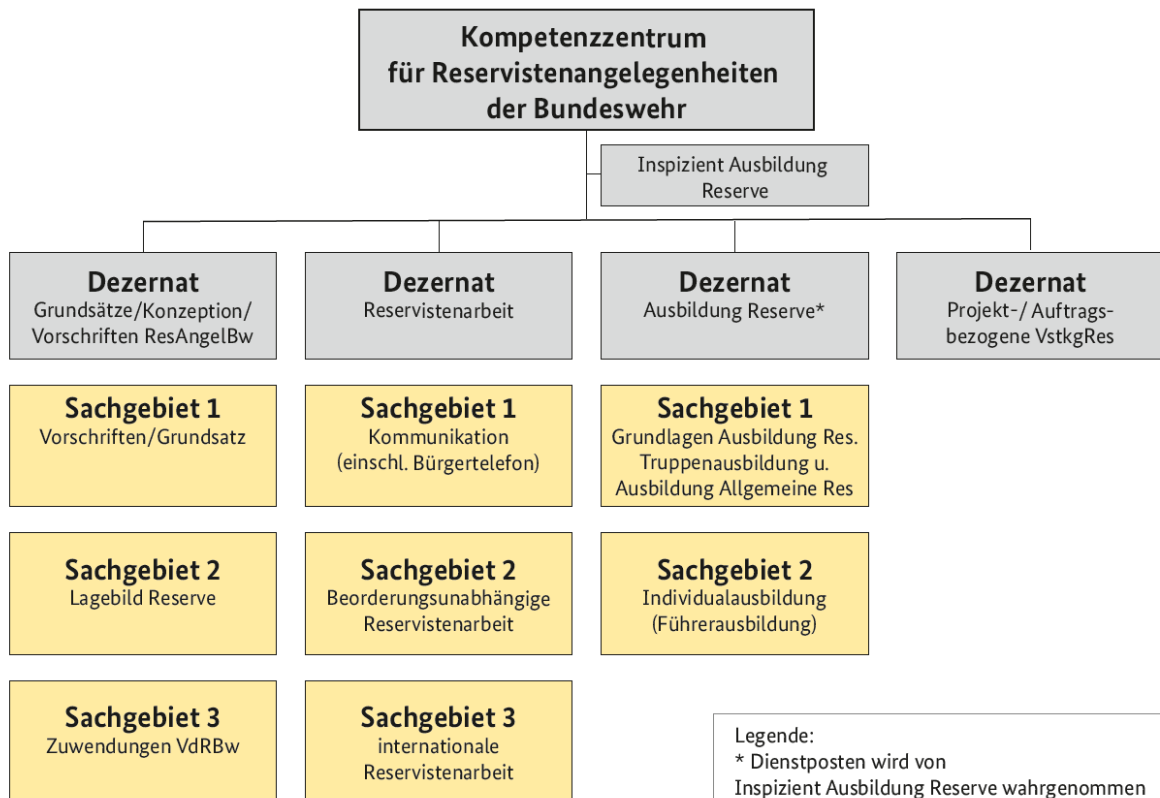 Kompetenzzentrum
für Reservistenangelegenheiten
der Bundeswehr
Inspizient Ausbildung
Reserve
Dezernat
Grundsätze/Konzeption/
Vorschriften ResAngelBw
Dezernat
Reservistenarbeit
Dezernat
Ausbildung Reserve*
Dezernat
Projekt-/ Auftrags-
bezogene VstkgRes
Sachgebiet 1
Vorschriften/Grundsatz
Sachgebiet 1
Kommunikation
(einschl. Bürgertelefon)
Sachgebiet 1
Grundlagen Ausbildung Res.
Truppenausbildung u.
Ausbildung Allgemeine Res
Sachgebiet 2
Lagebild Reserve
Sachgebiet 2
Beorderungsunabhängige
Reservistenarbeit
Sachgebiet 2
Individualausbildung
(Führerausbildung)
Sachgebiet 3
Zuwendungen VdRBw
Sachgebiet 3
internationale
Reservistenarbeit
Legende:
* Dienstposten wird von
Inspizient Ausbildung Reserve wahrgenommen